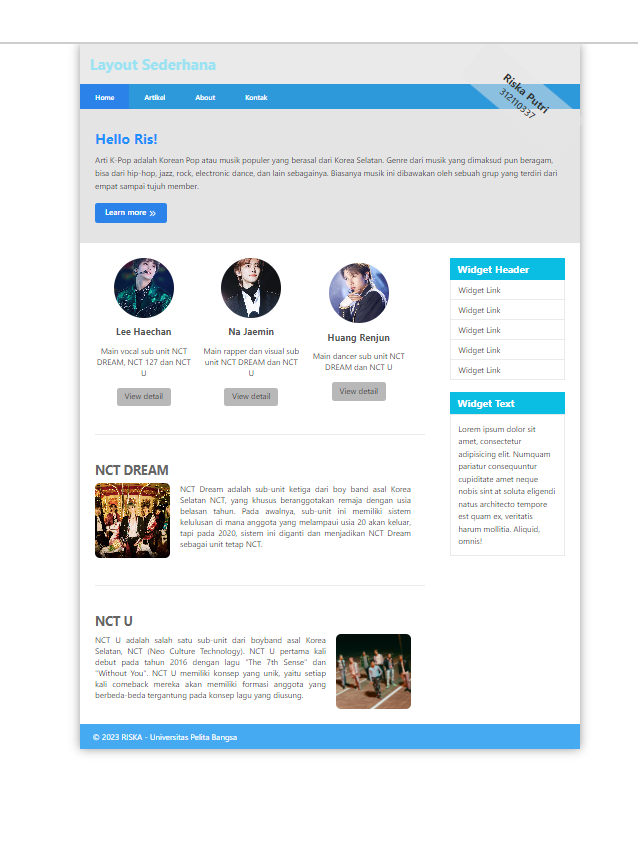 Layout Sederhana
Riska Putri
312110337
Home Artikel About Kontak
Hello Ris!
Arti K-Pop adalah Korean Pop atau musik populer yang berasal dari Korea Selatan. Genre dari musik yang dimaksud pun beragam,
bisa dari hip-hop, jazz, rock, electronic dance, dan lain sebagainya. Biasanya musik ini dibawakan oleh sebuah grup yang terdiri dari
empat sampai tujuh member.
Learn more »
Lee Haechan
Main vocal sub unit NCT
DREAM, NCT 127 dan NCT
U
View detail
Na Jaemin
Main rapper dan visual sub
unit NCT DREAM dan NCT
U
View detail
Huang Renjun
Main dancer sub unit NCT
DREAM dan NCT U
View detail
NCT DREAM
NCT Dream adalah sub-unit ketiga dari boy band asal Korea
Selatan NCT, yang khusus beranggotakan remaja dengan usia
belasan tahun. Pada awalnya, sub-unit ini memiliki sistem
kelulusan di mana anggota yang melampaui usia 20 akan keluar,
tapi pada 2020, sistem ini diganti dan menjadikan NCT Dream
sebagai unit tetap NCT.
NCT U
NCT U adalah salah satu sub-unit dari boyband asal Korea
Selatan, NCT (Neo Culture Technology). NCT U pertama kali
debut pada tahun 2016 dengan lagu "The 7th Sense" dan
"Without You". NCT U memiliki konsep yang unik, yaitu setiap
kali comeback mereka akan memiliki formasi anggota yang
berbeda-beda tergantung pada konsep lagu yang diusung.
Widget Header
Widget Link
Widget Link
Widget Link
Widget Link
Widget Link
Widget Text
Lorem ipsum dolor sit
amet, consectetur
adipisicing elit. Numquam
pariatur consequuntur
cupiditate amet neque
nobis sint at soluta eligendi
natus architecto tempore
est quam ex, veritatis
harum mollitia. Aliquid,
omnis!
© 2023 RISKA - Universitas Pelita Bangsa